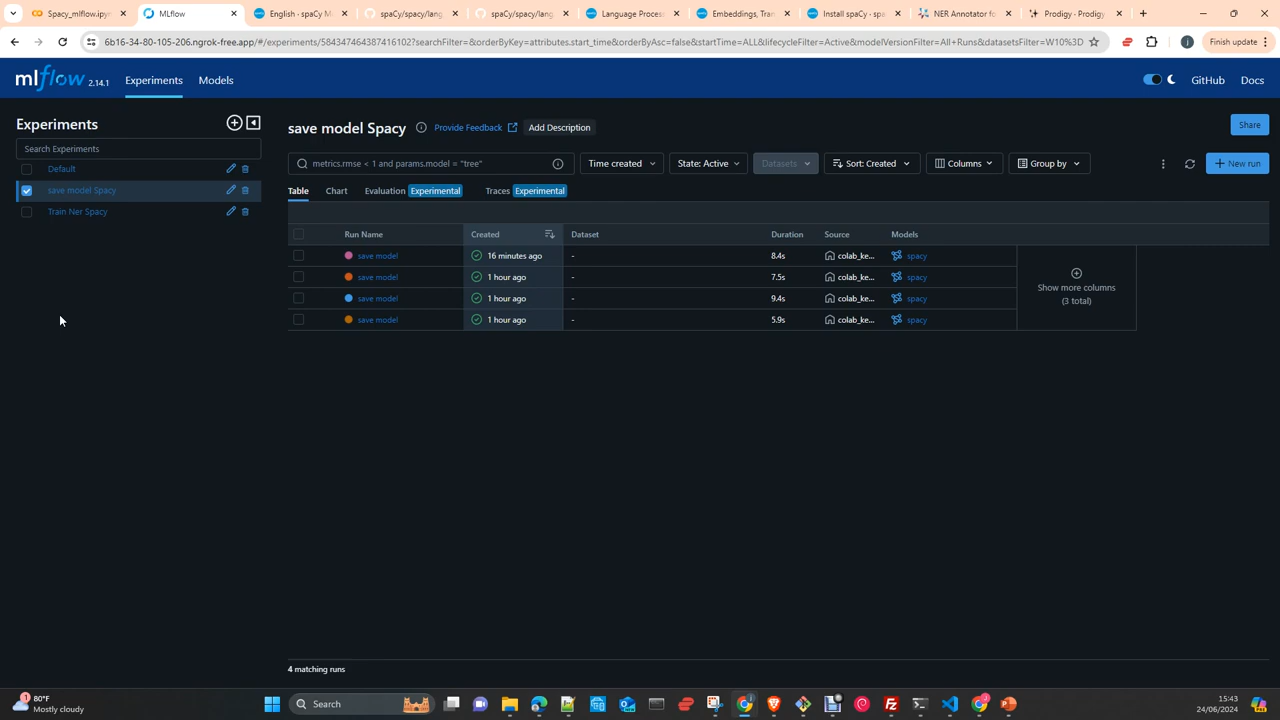 Spacy_mlflow.ipyn
MLflow
English · spaCy M
spaCy/spacy/lang
spaCy/spacy/lang
Language Process
Embeddings, Tra
Install spaCy · spa
NER Annotator fo
Prodigy · Prodigy
6b16-34-80-105-206.ngrok-free.app/#/experiments/584347464387416102?searchFilter=&orderByKey=attributes.start_time&orderByAsc=false&startTime=ALL&lifecycleFilter=Active&modelVersionFilter=All+Runs&datasetsFilter=W10%3D
j
Finish update
mlflow 2.14.1
Experiments
Models
GitHub
Docs
Experiments
Search Experiments
Default
save model Spacy
Train Ner Spacy
save model Spacy
Provide Feedback
Add Description
Share
metrics.rmse < 1 and params.model = "tree"
Time created
State: Active
Datasets
Sort: Created
Columns
Group by
New run
Table
Chart
Evaluation Experimental
Traces Experimental
Run Name Created Dataset Duration Source Models
save model 16 minutes ago - 8.4s colab_ke... spacy
save model 1 hour ago - 7.5s colab_ke... spacy
save model 1 hour ago - 9.4s colab_ke... spacy
save model 1 hour ago - 5.9s colab_ke... spacy
Show more columns
(3 total)
4 matching runs
1
80°F
Mostly cloudy
Search
15:43
24/06/2024